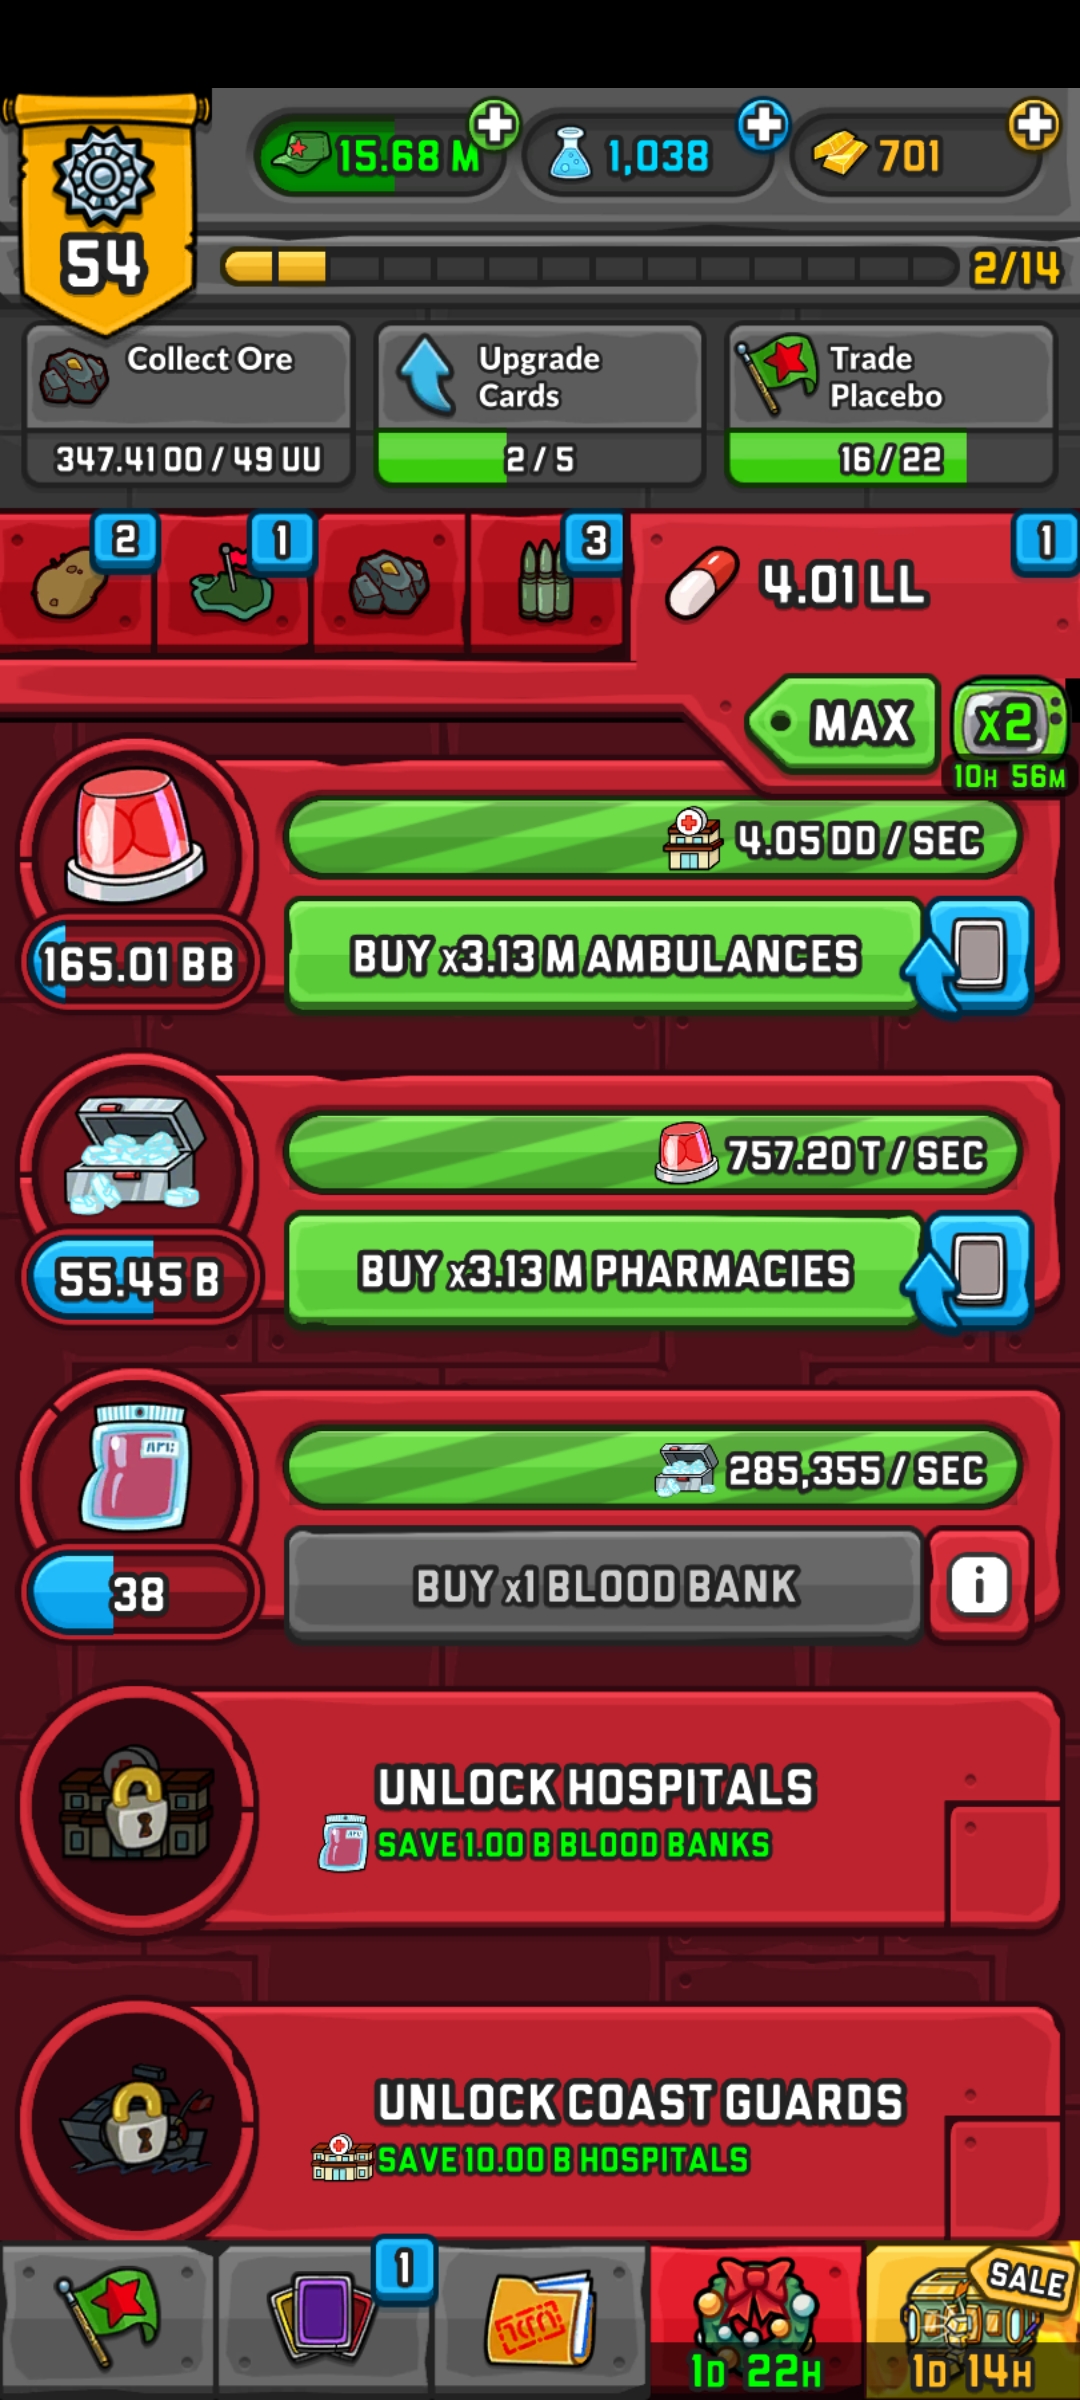 15.68 M
1,038
701
54
2/14
Collect Ore
347.41 OO / 49 UU
Upgrade
Cards
2 / 5
Trade
Placebo
16 / 22
2
1
3
4.01 LL
1
MAX
x2
10H 56M
4.05 DD / SEC
165.01 BB
BUY x3.13 M AMBULANCES
757.20 T / SEC
55.45 B
BUY x3.13 M PHARMACIES
285,355 / SEC
38
BUY x1 BLOOD BANK
i
UNLOCK HOSPITALS
SAVE 1.00 B BLOOD BANKS
UNLOCK COAST GUARDS
SAVE 10.00 B HOSPITALS
1
SALE
1D 22H
1D 14H